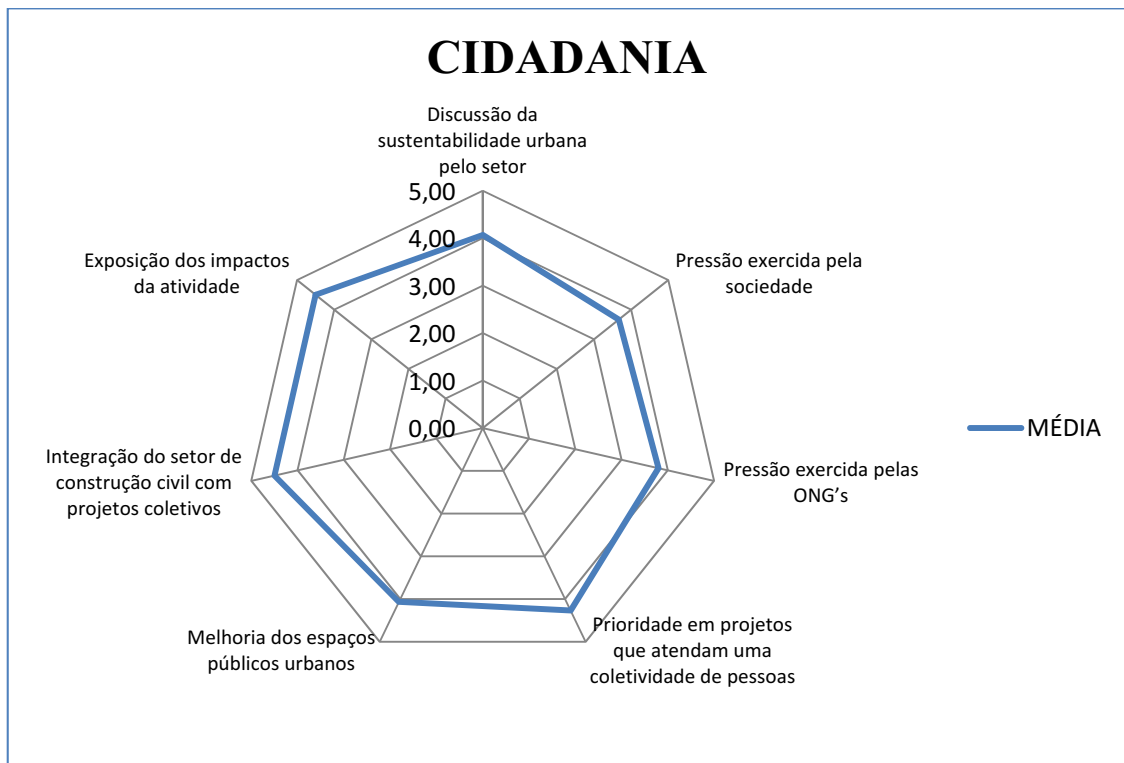 CIDADANIA
Discussão da
sustentabilidade urbana
pelo setor
5,00
4,00
3,00
2,00
1,00
0,00
Pressão exercida pela
sociedade
Pressão exercida pelas
ONG’s
Prioridade em projetos
que atendam uma
coletividade de pessoas
Melhoria dos espaços
públicos urbanos
Integração do setor de
construção civil com
projetos coletivos
Exposição dos impactos
da atividade
MÉDIA